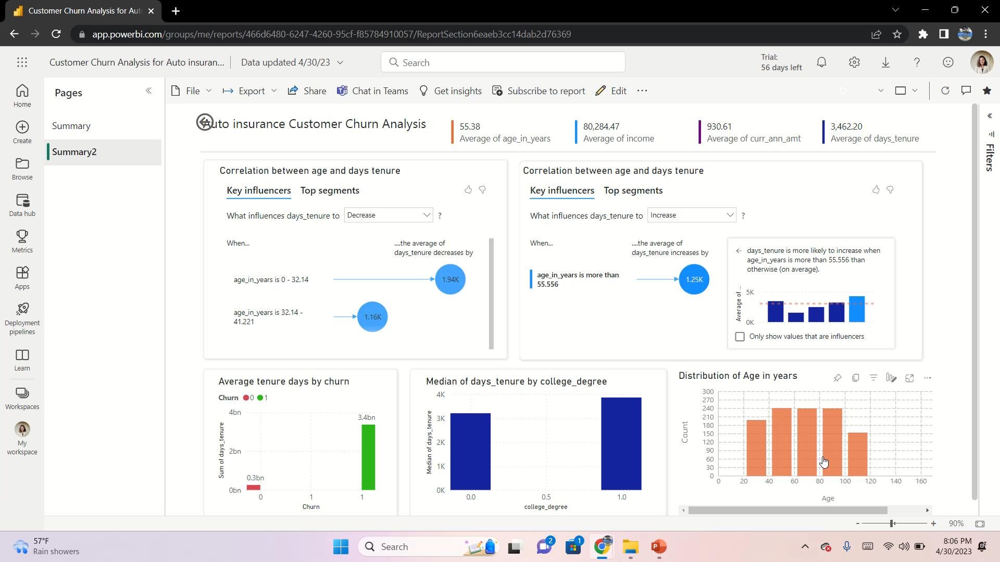 Customer Churn Analysis for Aut
app.powerbi.com/groups/me/reports/466d6480-6247-4260-95cf-f85784910057/ReportSection6eaeb3cc14dab2d76369
Customer Churn Analysis for Auto insuran...
Data updated 4/30/23
Search
Trial:
56 days left
Home
Create
Browse
Data hub
Metrics
Apps
Deployment
pipelines
Learn
Workspaces
My
workspace
Pages
Summary
Summary2
File
Export
Share
Chat in Teams
Get insights
Subscribe to report
Edit
Filters
Auto insurance Customer Churn Analysis
55.38
Average of age_in_years
80,284.47
Average of income
930.61
Average of curr_ann_amt
3,462.20
Average of days_tenure
Correlation between age and days tenure
Key influencers Top segments
What influences days_tenure to Decrease ?
When...
....the average of
days_tenure decreases by
age_in_years is 0 - 32.14
1.94K
age_in_years is 32.14 -
41.221
1.16K
Correlation between age and days tenure
Key influencers Top segments
What influences days_tenure to Increase ?
When...
....the average of
days_tenure increases by
age_in_years is more than
55.556
1.25K
days_tenure is more likely to increase when
age_in_years is more than 55.556 than
otherwise (on average).
Average of ...
5K
0K
Only show values that are influencers
Average tenure days by churn
Churn 0 1
Sum of days_tenure
4bn
2bn
0bn
0.3bn
3.4bn
0 1 1
Churn
Median of days_tenure by college_degree
Median of days_tenure
4K
3K
2K
1K
0K
0.0 0.5 1.0
college_degree
Distribution of Age in years
Count
300
270
240
210
180
150
120
90
60
30
0
0 20 40 60 80 100 120 140 160
Age
- + 90%
57°F
Rain showers
Search
2
1
8:06 PM
4/30/2023